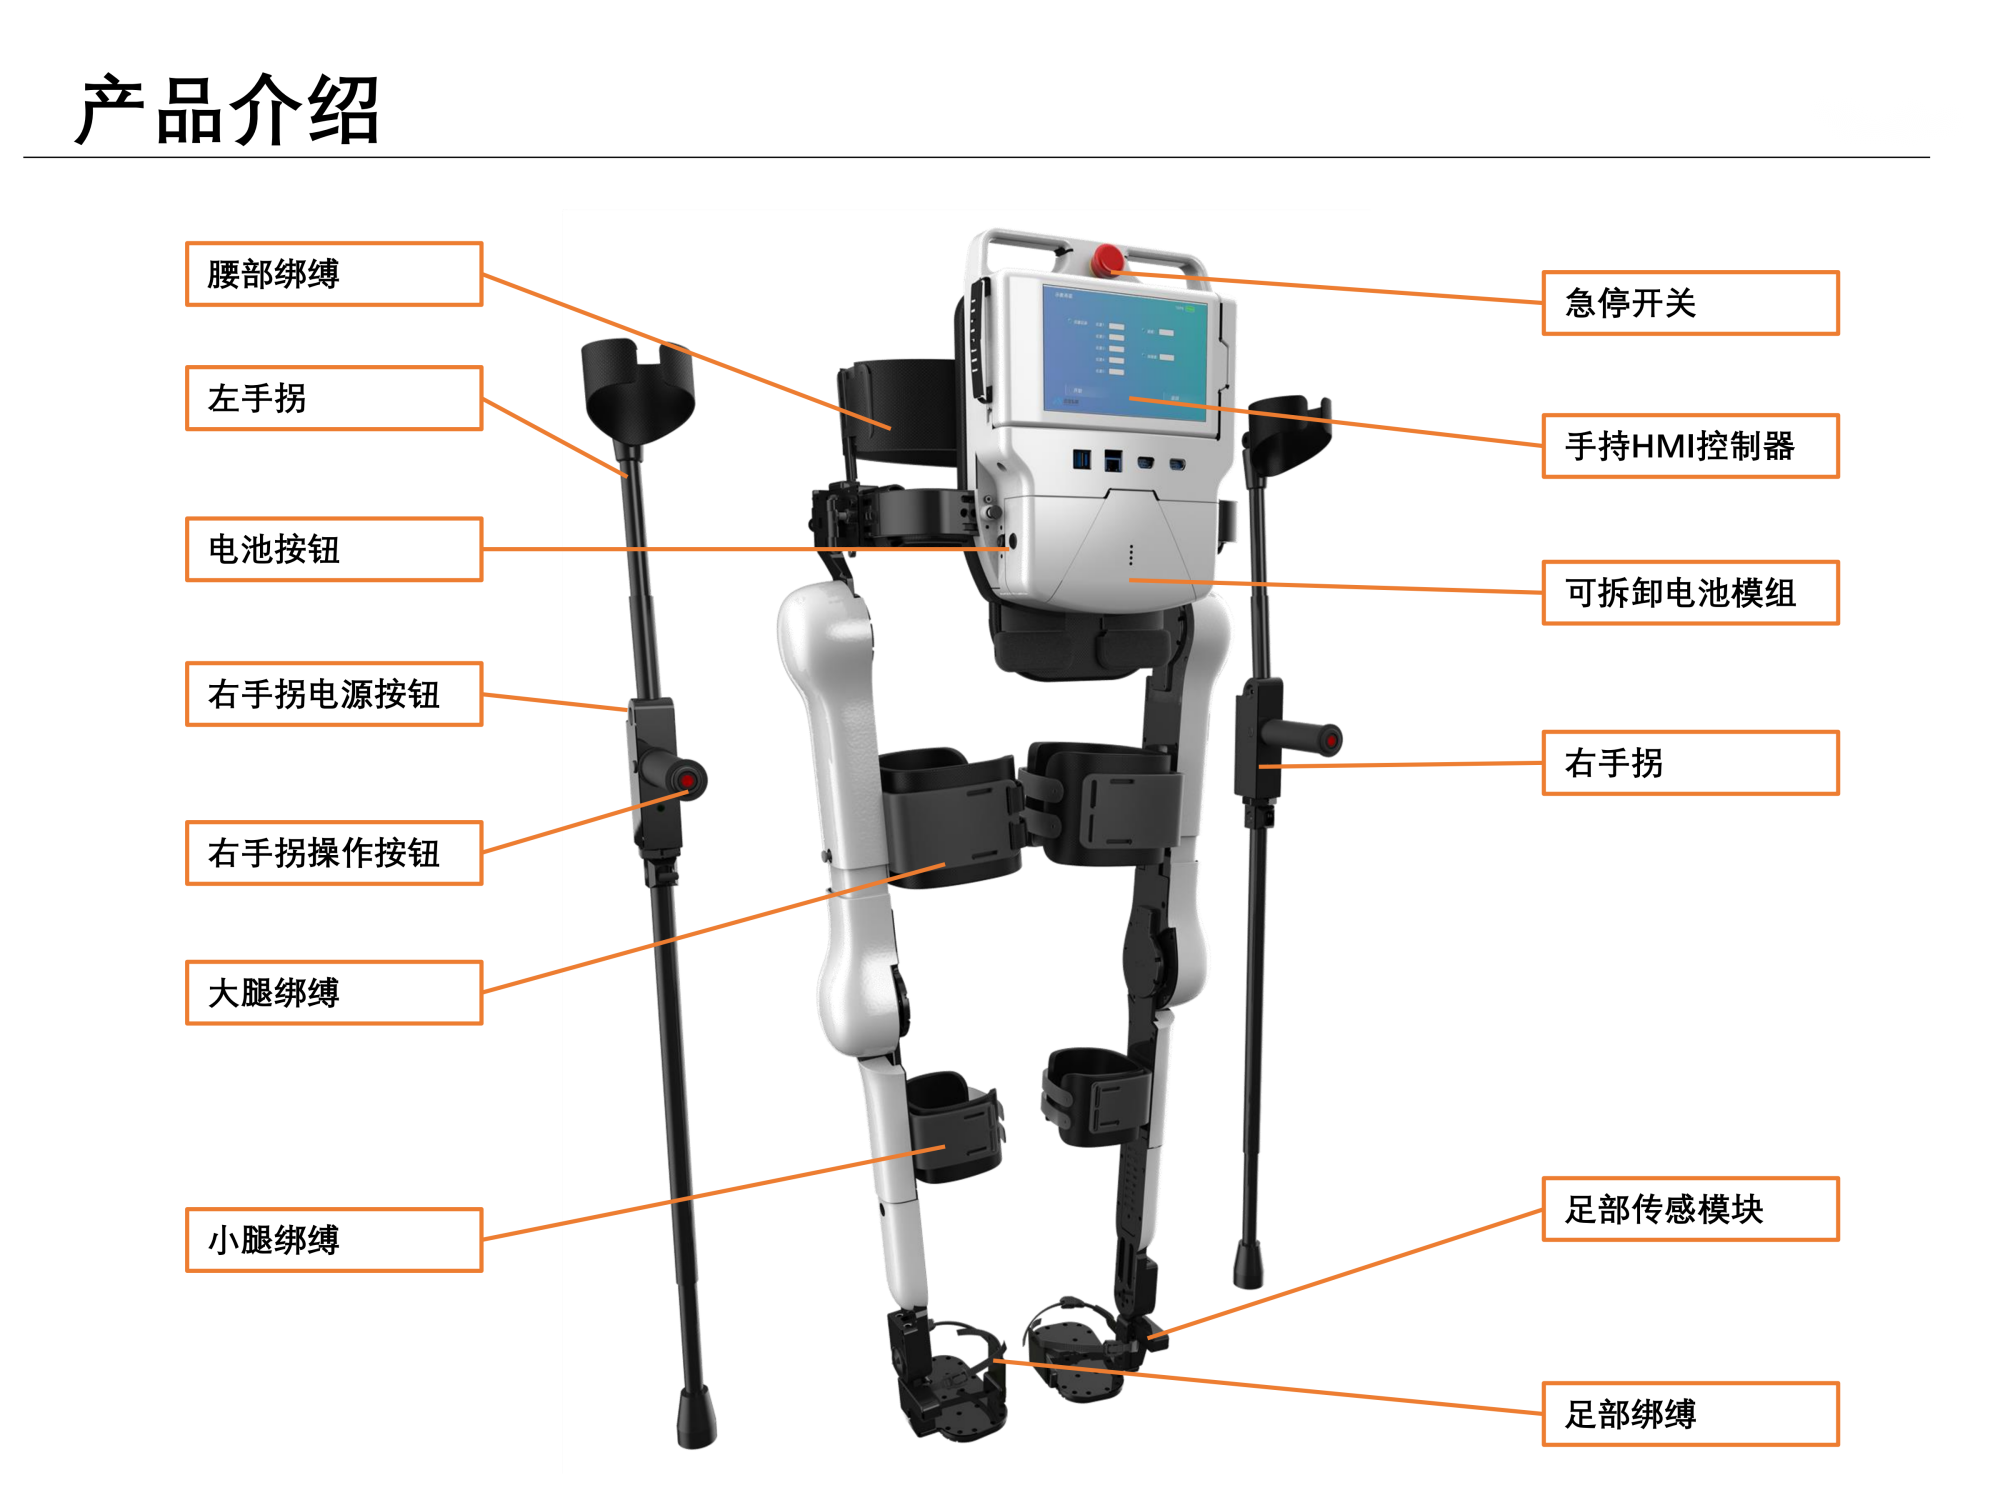 产品介绍
腰部绑缚
左手拐
电池按钮
右手拐电源按钮
右手拐操作按钮
大腿绑缚
小腿绑缚
急停开关
手持HMI控制器
可拆卸电池模组
右手拐
足部传感模块
足部绑缚